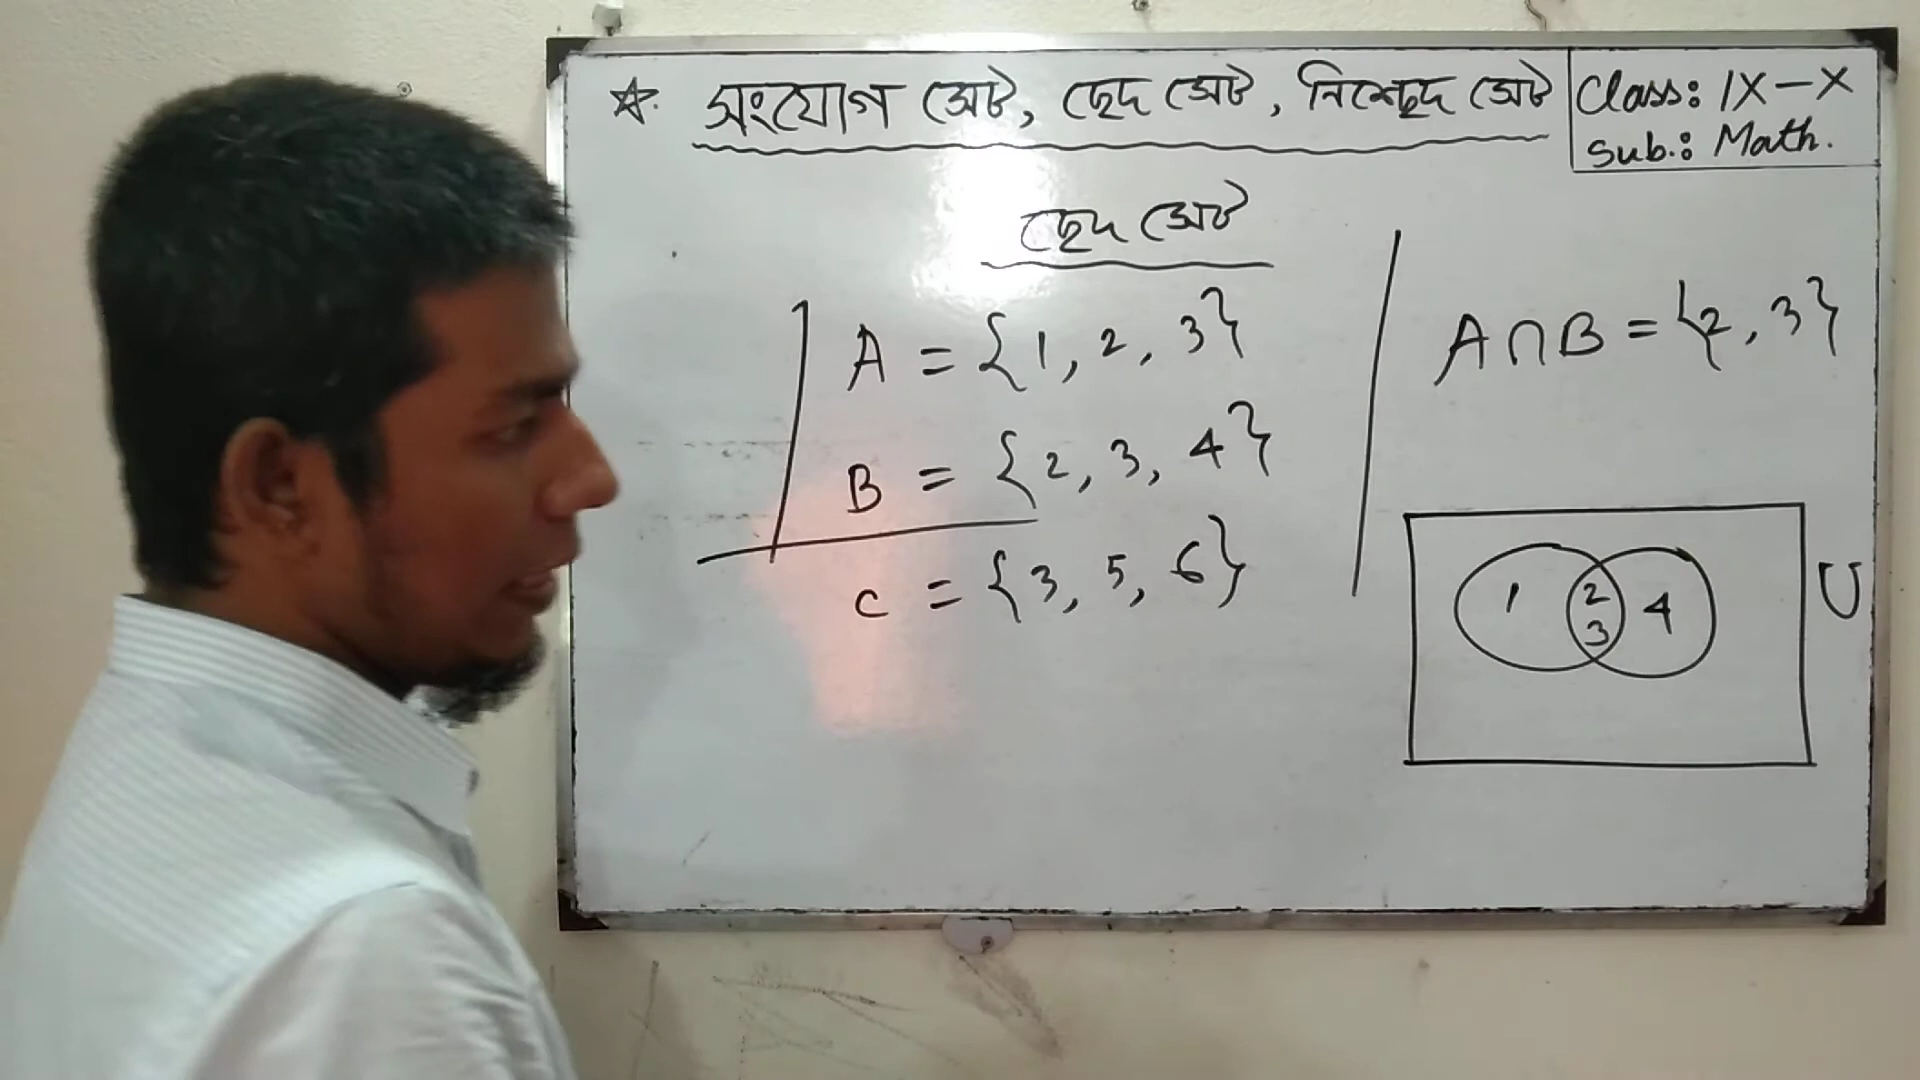 ☆. সংযোগ সেট, ছেদ সেট, নিশ্ছেদ সেট
Class: IX-X
Sub.: Math.
ছেদ সেট
A = {1, 2, 3}
B = {2, 3, 4}
C = {3, 5, 6}
A∩B = {2, 3}
1 2 3 4
U